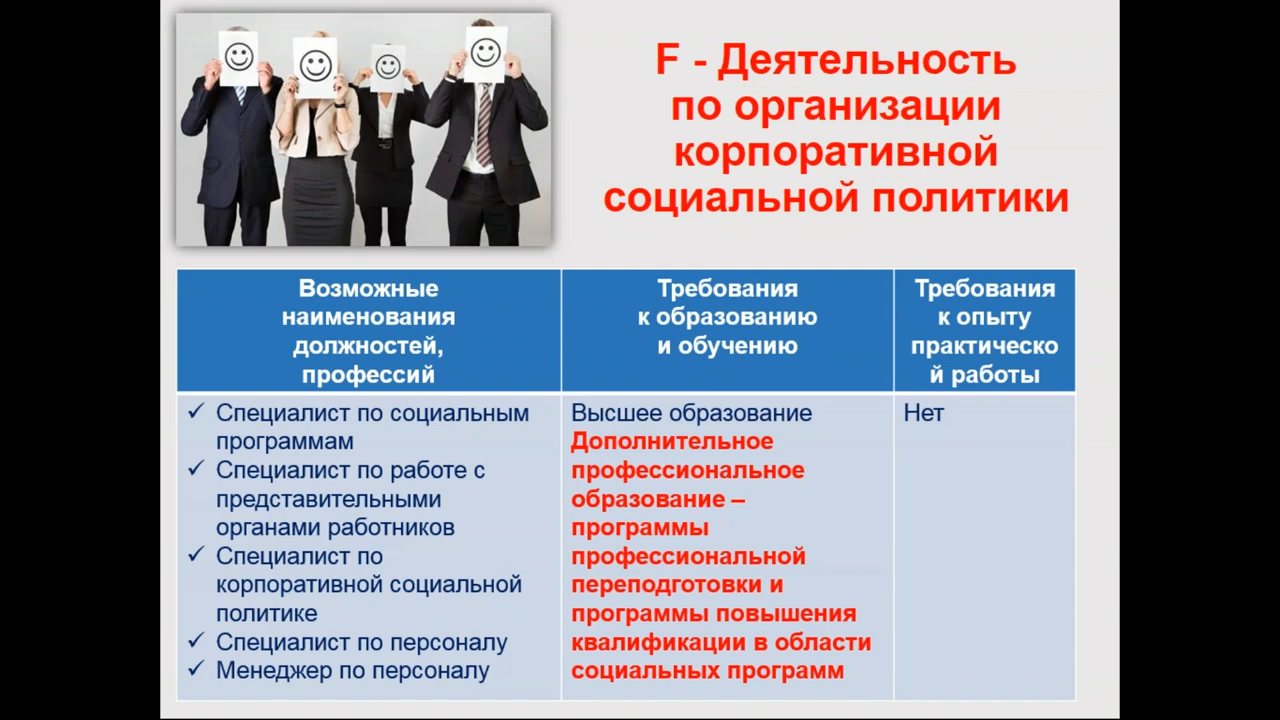 F - Деятельность
по организации
корпоративной
социальной политики
Возможные
наименования
должностей,
профессий
Требования
к образованию
и обучению
Требования
к опыту
практическо
й работы
✓ Специалист по социальным
программам
✓ Специалист по работе с
представительными
органами работников
✓ Специалист по
корпоративной социальной
политике
✓ Специалист по персоналу
✓ Менеджер по персоналу
Высшее образование
Дополнительное
профессиональное
образование –
программы
профессиональной
переподготовки и
программы повышения
квалификации в области
социальных программ
Нет